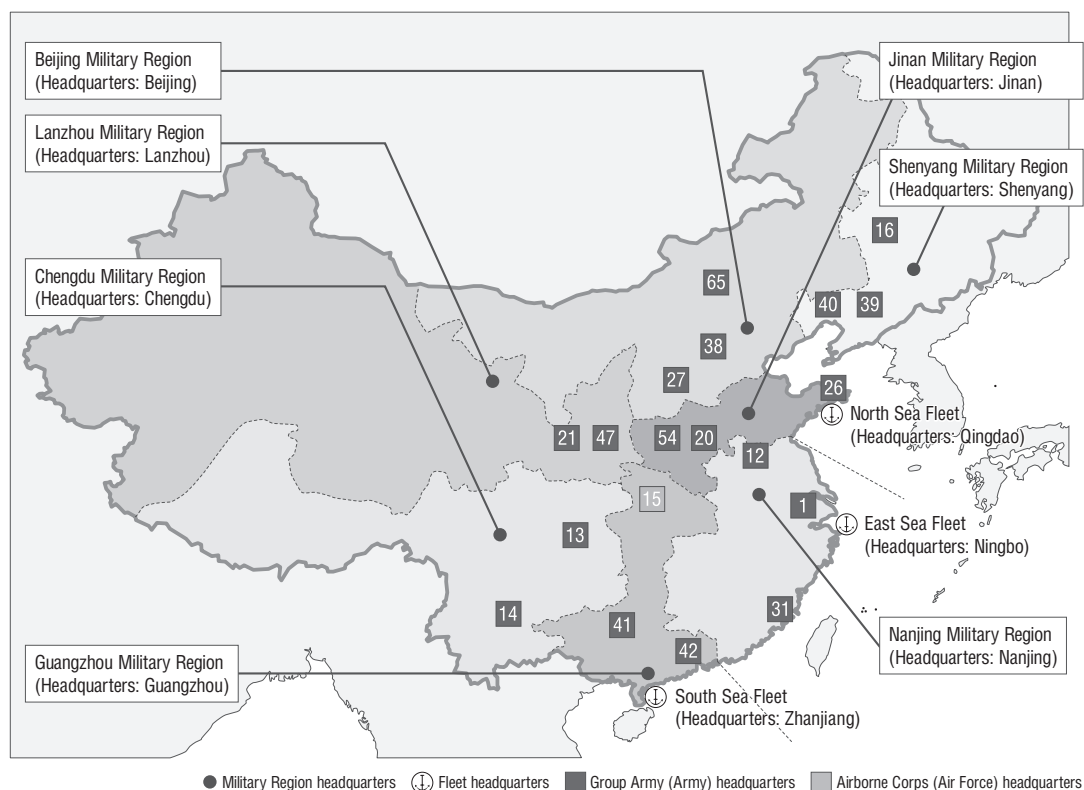 Beijing Military Region
(Headquarters: Beijing)
Jinan Military Region
(Headquarters: Jinan)
Lanzhou Military Region
(Headquarters: Lanzhou)
Shenyang Military Region
(Headquarters: Shenyang)
16
Chengdu Military Region
(Headquarters: Chengdu)
65
40
39
38
27
26
North Sea Fleet
(Headquarters: Qingdao)
21
47
54
20
12
15
1
East Sea Fleet
(Headquarters: Ningbo)
13
14
41
31
42
Nanjing Military Region
(Headquarters: Nanjing)
Guangzhou Military Region
(Headquarters: Guangzhou)
South Sea Fleet
(Headquarters: Zhanjiang)
Military Region headquarters
Fleet headquarters
Group Army (Army) headquarters
Airborne Corps (Air Force) headquarters